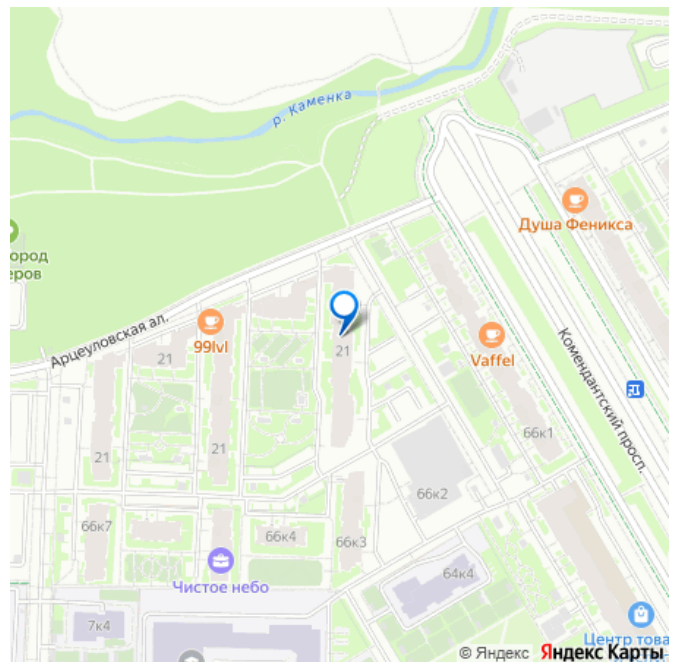 р. Каменка
Душа Феникса
ород
еров
Арцеуловская ал.
99lvl
21
21
Vaffel
Комендантский просп.
21
21
66к1
66к2
66к7
66к4
66к3
Чистое небо
64к4
7к4
Центр това
© Яндекс Яндекс Карты